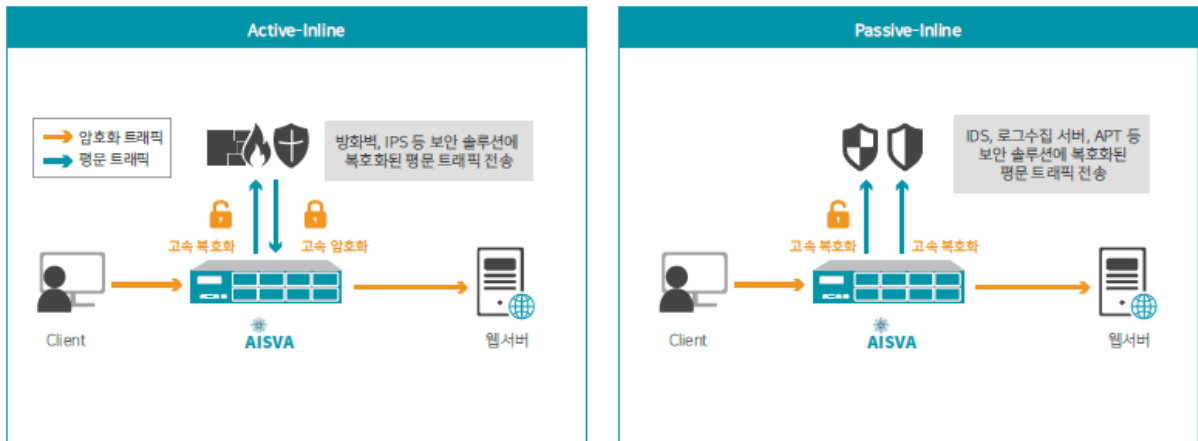 Active-Inline
암호화 트래픽
평문 트래픽
방화벽, IPS 등 보안 솔루션에
복호화된 평문 트래픽 전송
고속 복호화
고속 암호화
Client
AISVA
웹서버
Passive-Inline
IDS, 로그수집 서버, APT 등
보안 솔루션에 복호화된
평문 트래픽 전송
고속 복호화
고속 복호화
Client
AISVA
웹서버